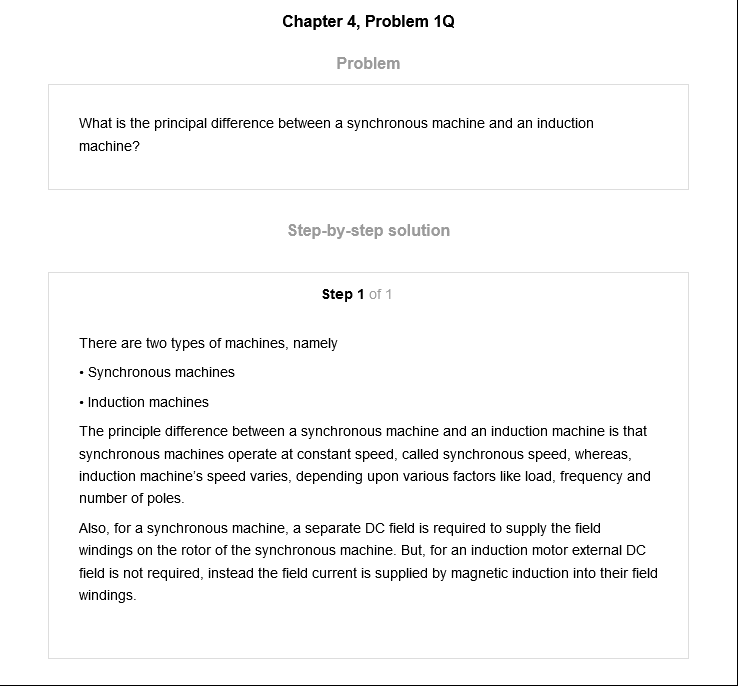 Chapter 4, Problem 1Q
Problem
What is the principal difference between a synchronous machine and an induction
machine?
Step-by-step solution
Step 1 of 1
There are two types of machines, namely
• Synchronous machines
• Induction machines
The principle difference between a synchronous machine and an induction machine is that
synchronous machines operate at constant speed, called synchronous speed, whereas,
induction machine's speed varies, depending upon various factors like load, frequency and
number of poles.
Also, for a synchronous machine, a separate DC field is required to supply the field
windings on the rotor of the synchronous machine. But, for an induction motor external DC
field is not required, instead the field current is supplied by magnetic induction into their field
windings.